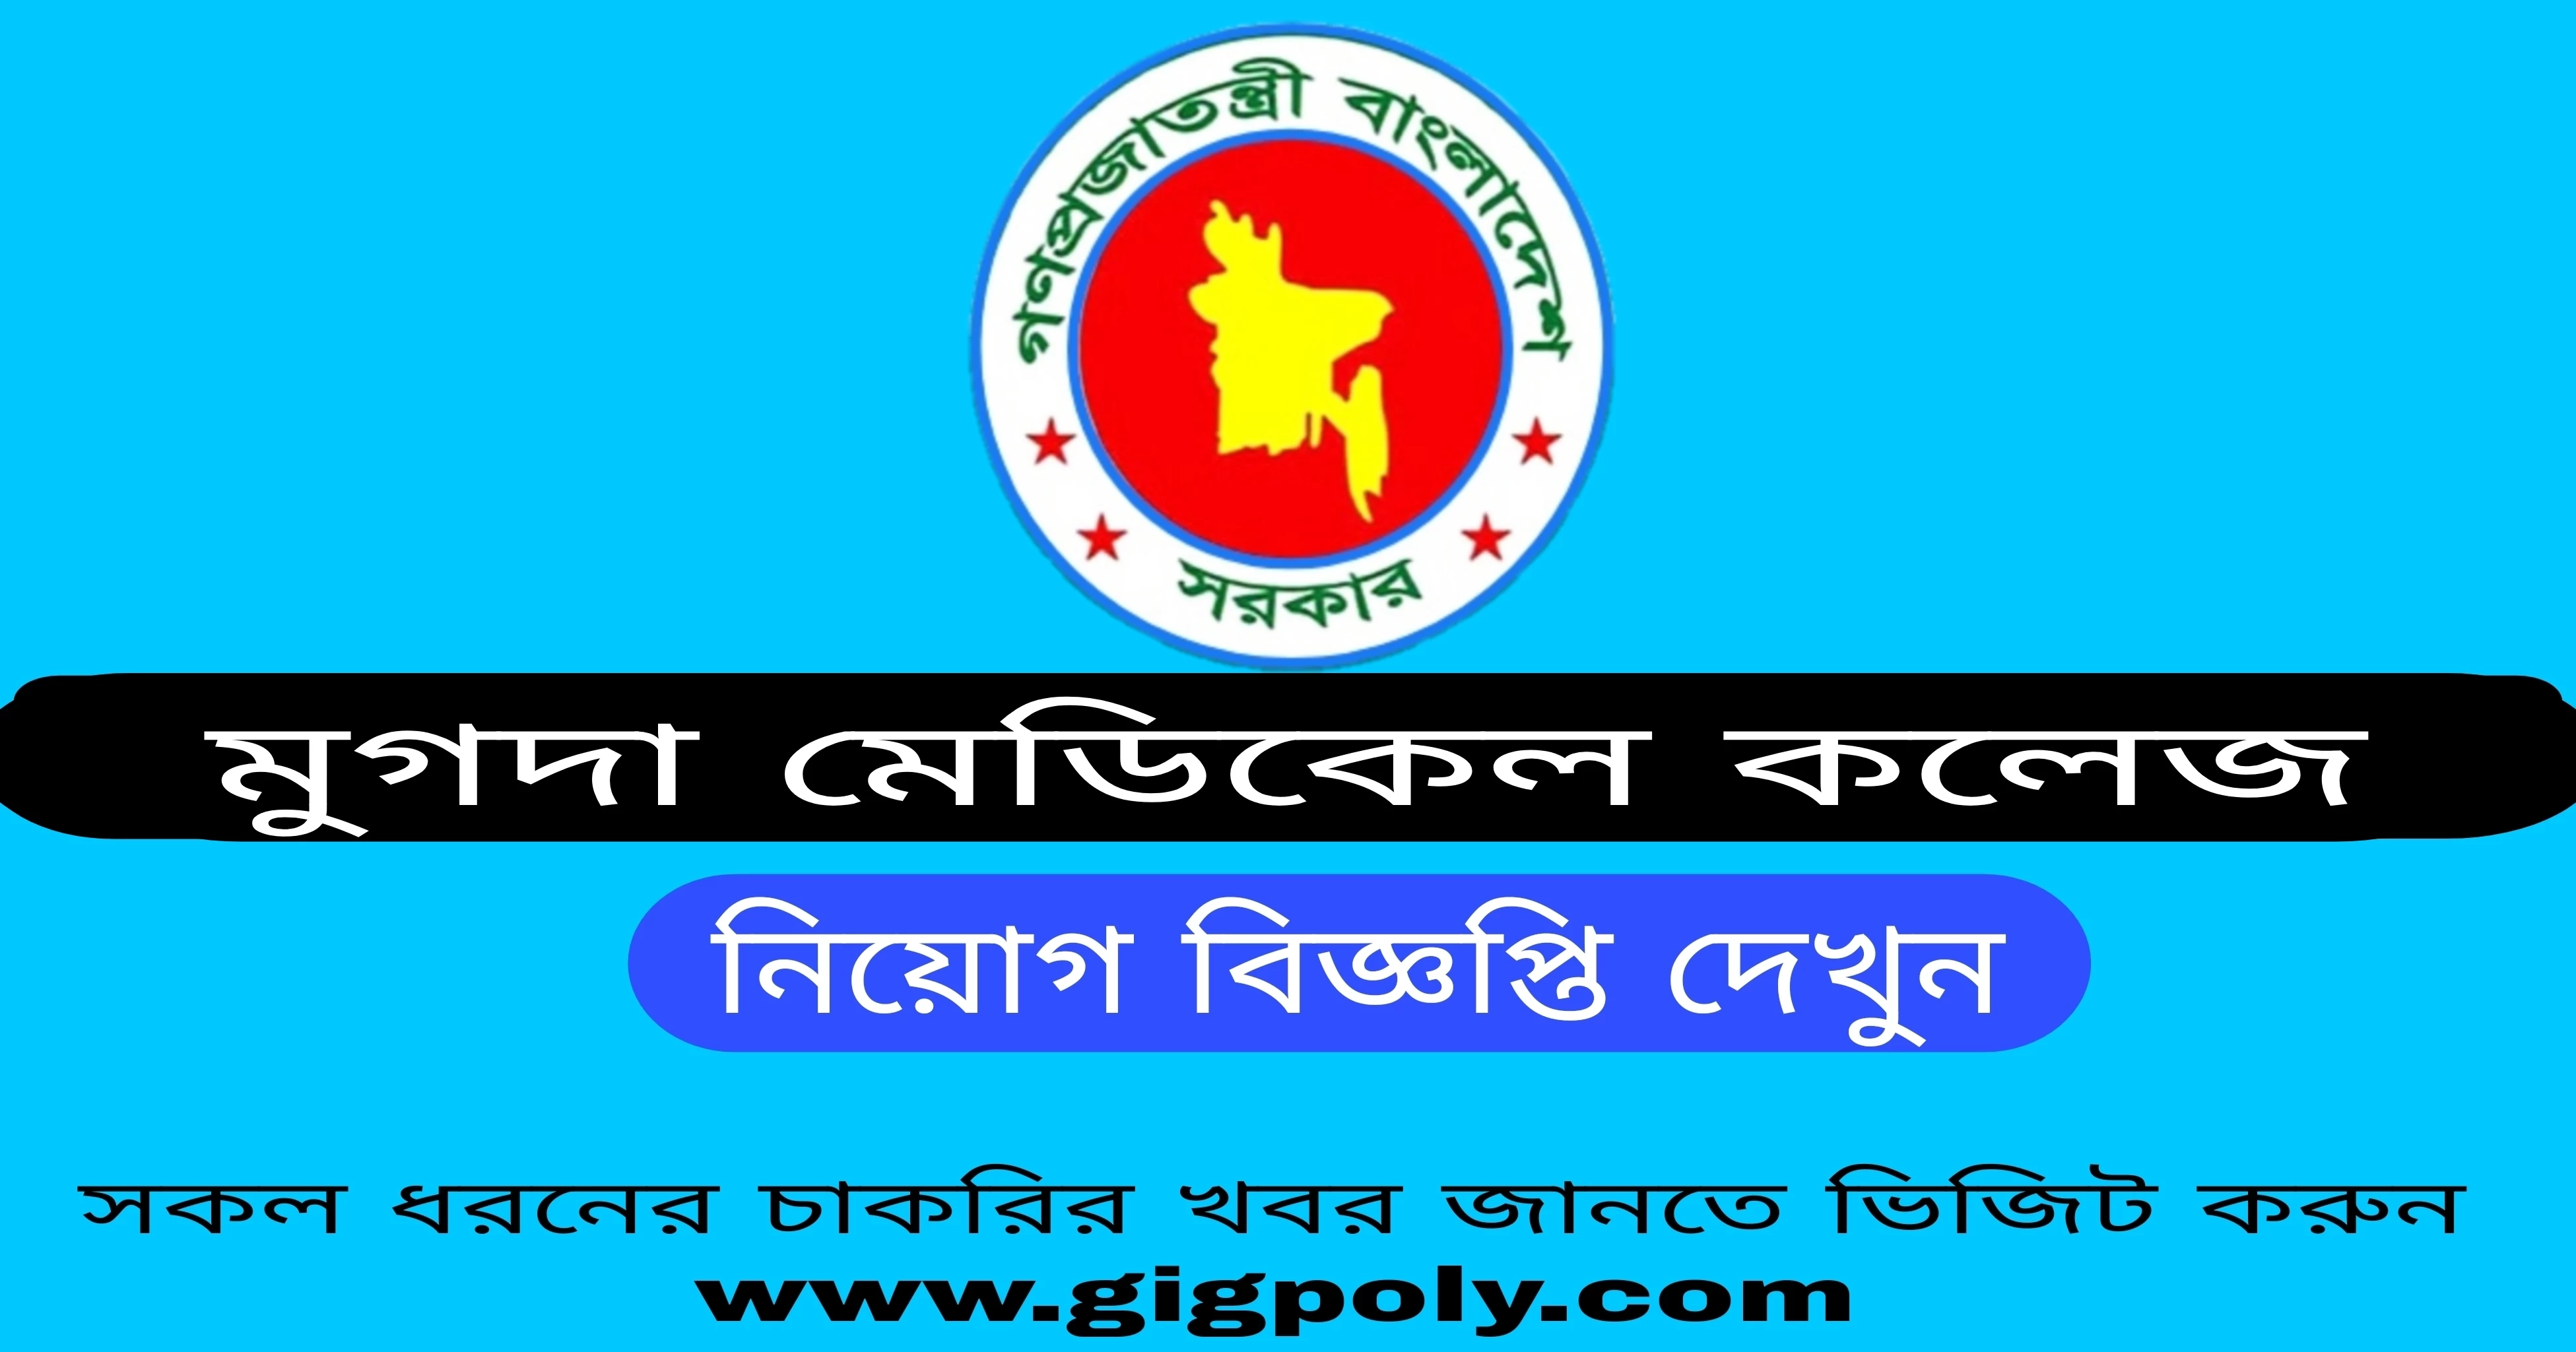 গণপ্রজাতন্ত্রী বাংলাদেশ
সরকার
মুগদা মেডিকেল কলেজ
নিয়োগ বিজ্ঞপ্তি দেখুন
সকল ধরনের চাকরির খবর জানতে ভিজিট করুন
www.gigpoly.com